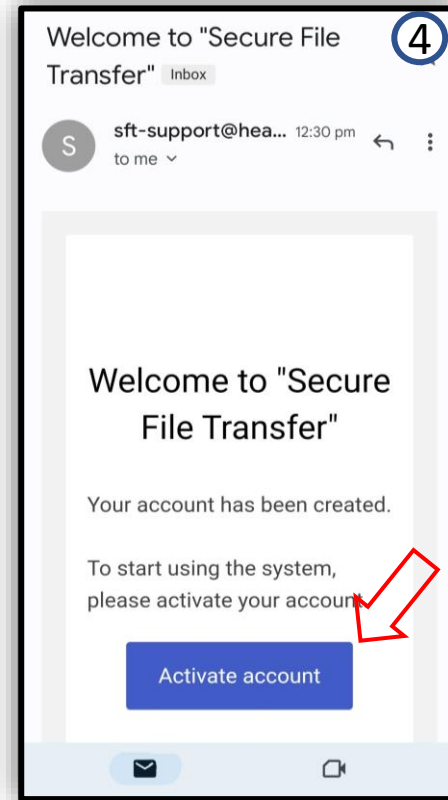 Welcome to "Secure File
Transfer" Inbox
4
S
sft-support@hea... 12:30 pm
to me
Welcome to "Secure
File Transfer"
Your account has been created.
To start using the system,
please activate your account
Activate account